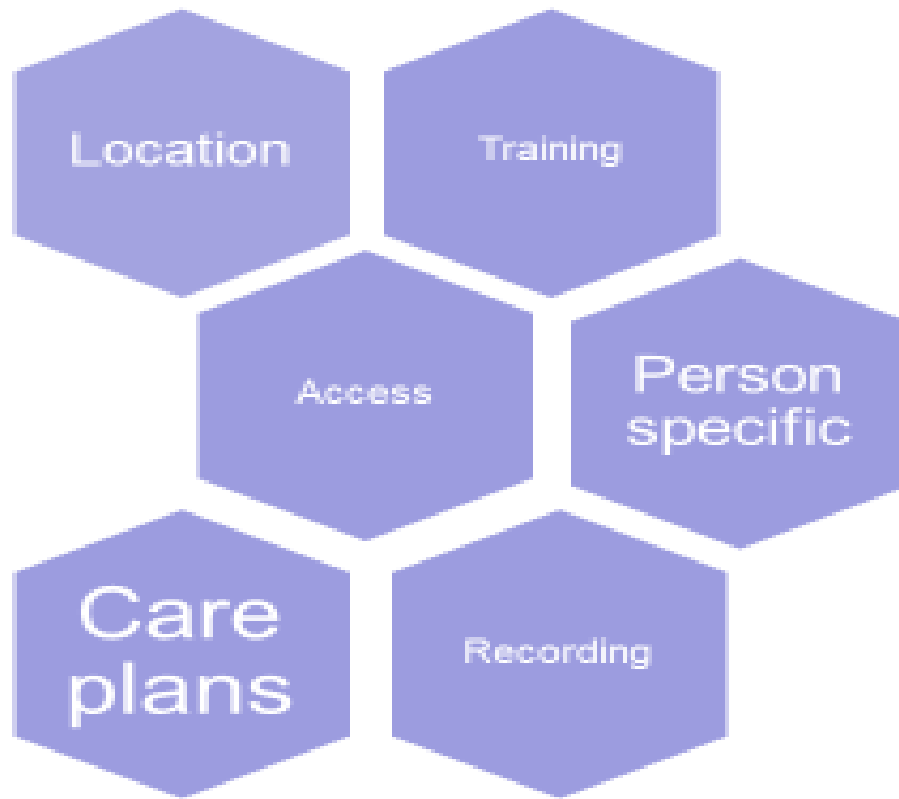 Location
Training
Access
Person
specific
Care
plans
Recording